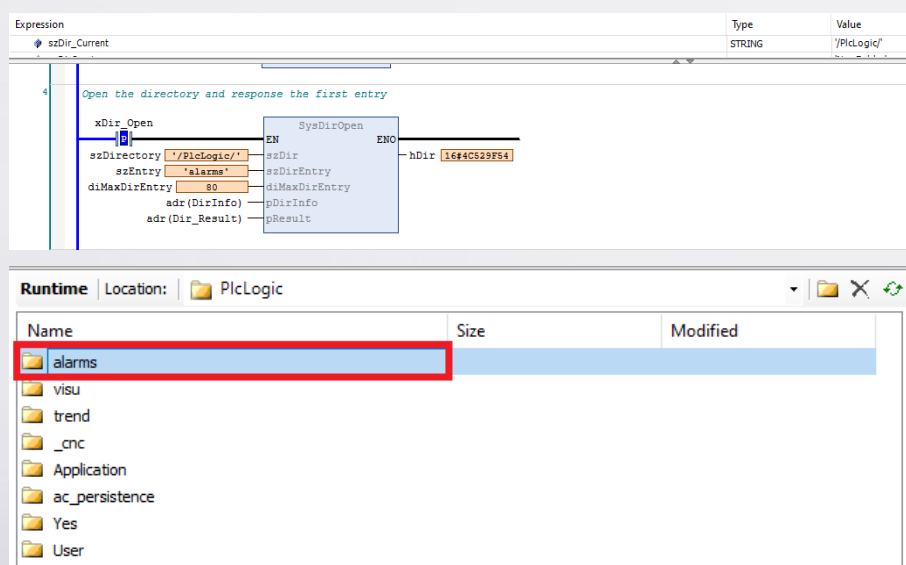 Expression Type Value
szDir_Current STRING '/PlcLogic/'
4 Open the directory and response the first entry
xDir_Open
P
SysDirOpen
EN ENO
szDirectory '/PlcLogic/' szDir hDir 16#4C529F54
szEntry 'alarms' szDirEntry
diMaxDirEntry 80 diMaxDirEntry
adr(DirInfo) pDirInfo
adr(Dir_Result) pResult
Runtime Location: PlcLogic
Name Size Modified
alarms
visu
trend
_cnc
Application
ac_persistence
Yes
User